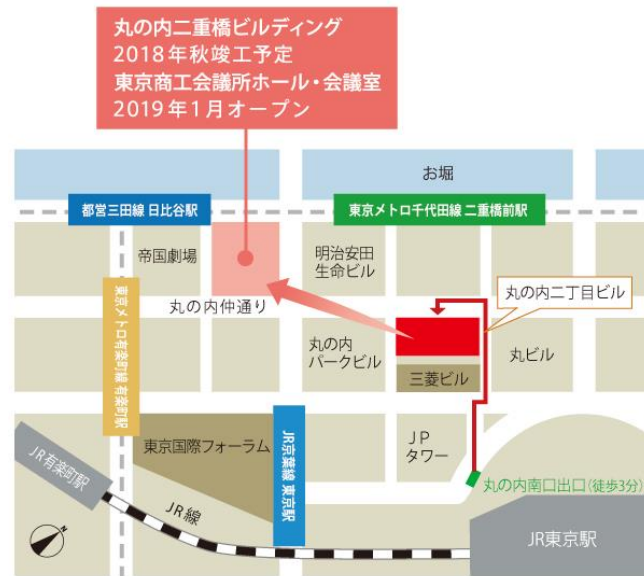 丸の内二重橋ビルディング
2018年秋竣工予定
東京商工会議所ホール・会議室
2019年1月オープン
お堀
都営三田線 日比谷駅
東京メトロ千代田線 二重橋前駅
帝国劇場
明治安田
生命ビル
丸の内二丁目ビル
丸の内仲通り
東京メトロ有楽町線 有楽町駅
丸の内
パークビル
丸ビル
三菱ビル
JR有楽町駅
東京国際フォーラム
JR京葉線 東京駅
JP
タワー
丸の内南口出口(徒歩3分)
JR線
JR東京駅
N